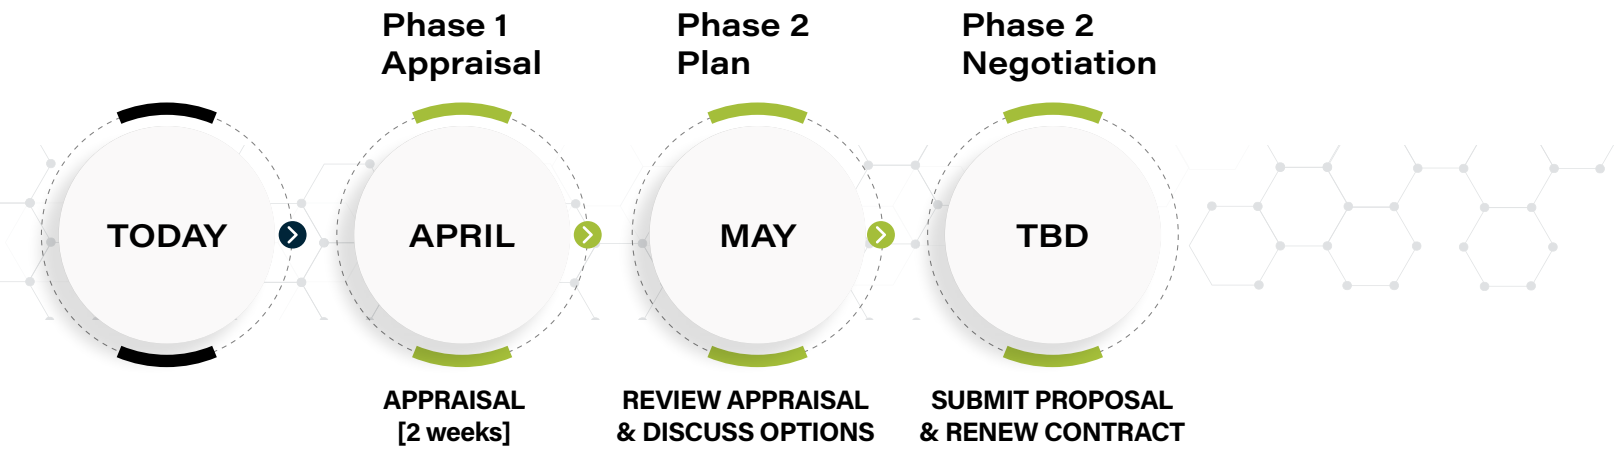 Phase 1
Appraisal
Phase 2
Plan
Phase 2
Negotiation
TODAY
APRIL
MAY
TBD
APPRAISAL
[2 weeks]
REVIEW APPRAISAL
& DISCUSS OPTIONS
SUBMIT PROPOSAL
& RENEW CONTRACT